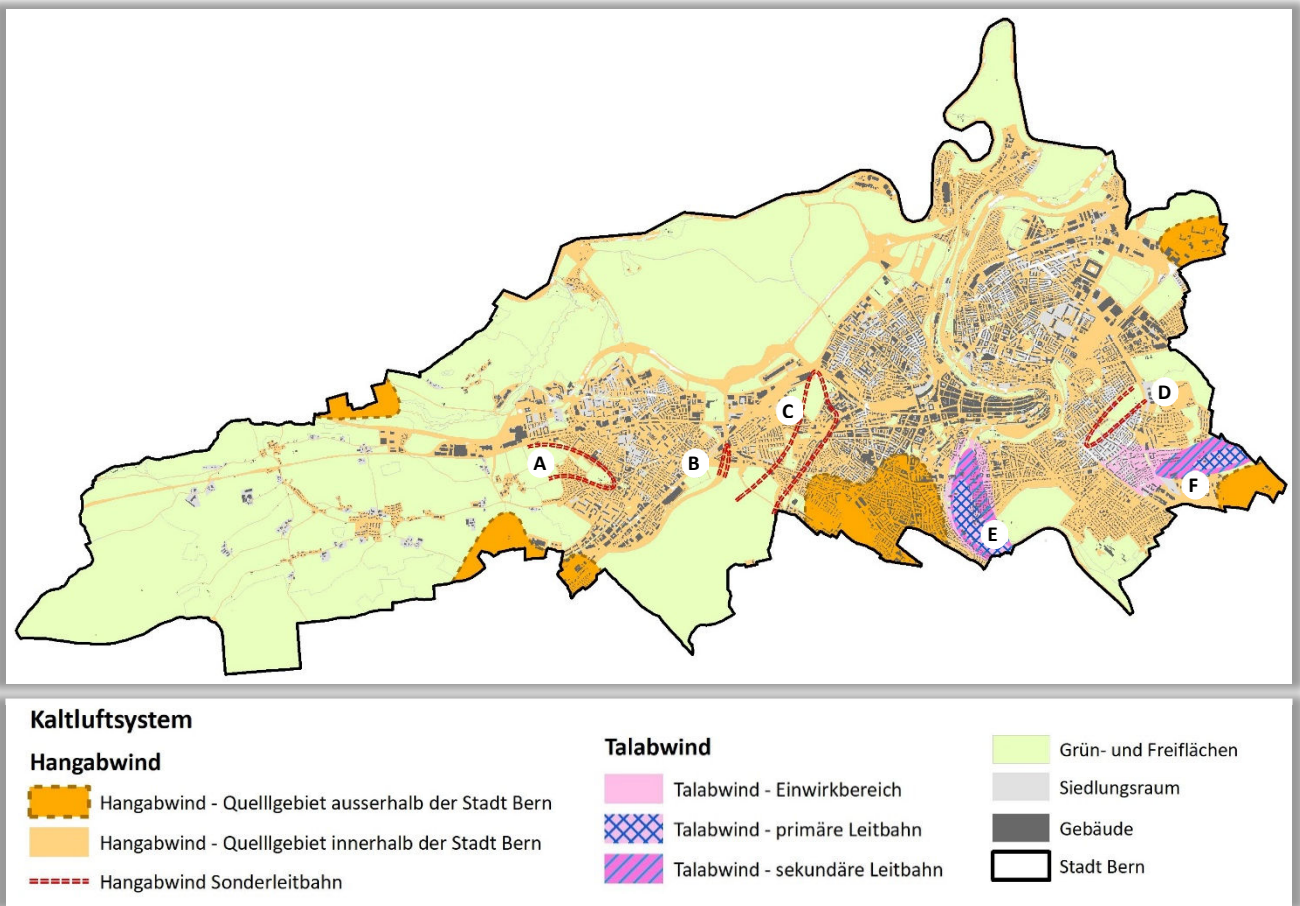 A
B
C
D
E
F
Kaltluftsystem
Hangabwind
Hangabwind - Quelllgebiet ausserhalb der Stadt Bern
Hangabwind - Quelllgebiet innerhalb der Stadt Bern
Hangabwind Sonderleitbahn
Talabwind
Talabwind - Einwirkbereich
Talabwind - primäre Leitbahn
Talabwind - sekundäre Leitbahn
Grün- und Freiflächen
Siedlungsraum
Gebäude
Stadt Bern